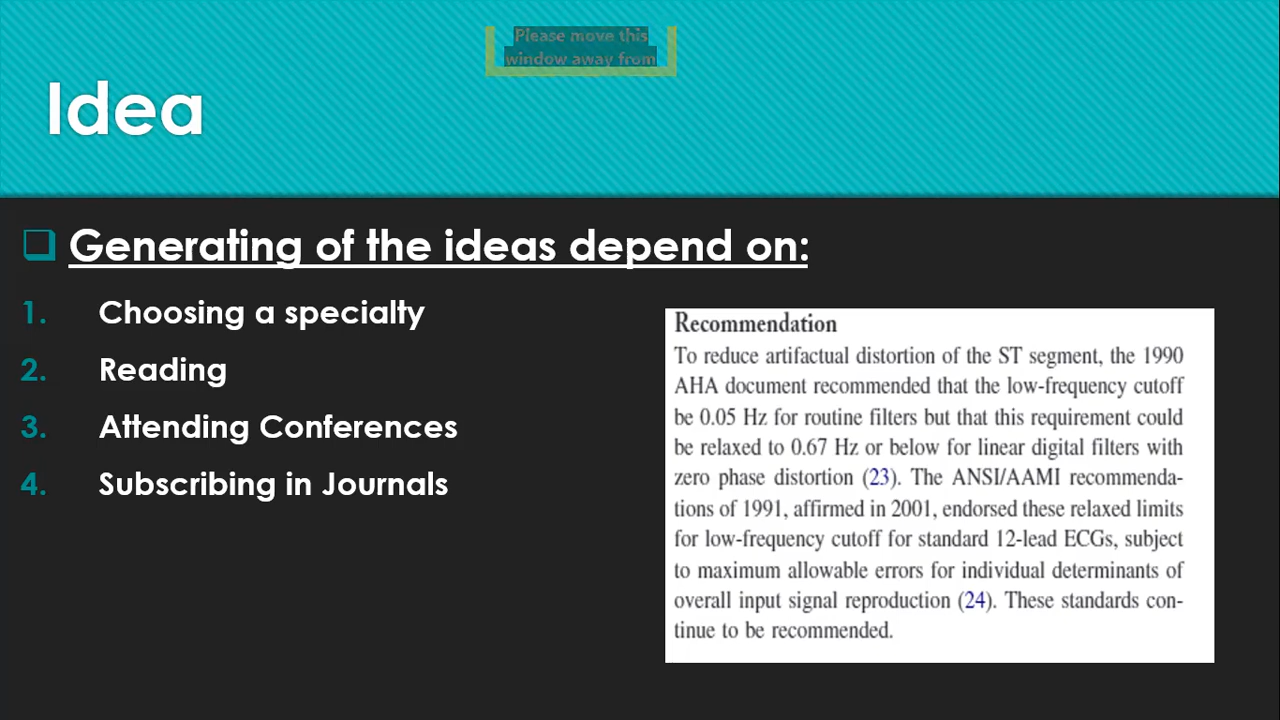 Please move this
window away from
Idea
Generating of the ideas depend on:
1. Choosing a specialty
2. Reading
3. Attending Conferences
4. Subscribing in Journals
Recommendation
To reduce artifactual distortion of the ST segment, the 1990
AHA document recommended that the low-frequency cutoff
be 0.05 Hz for routine filters but that this requirement could
be relaxed to 0.67 Hz or below for linear digital filters with
zero phase distortion (23). The ANSI/AAMI recommenda-
tions of 1991, affirmed in 2001, endorsed these relaxed limits
for low-frequency cutoff for standard 12-lead ECGs, subject
to maximum allowable errors for individual determinants of
overall input signal reproduction (24). These standards con-
tinue to be recommended.